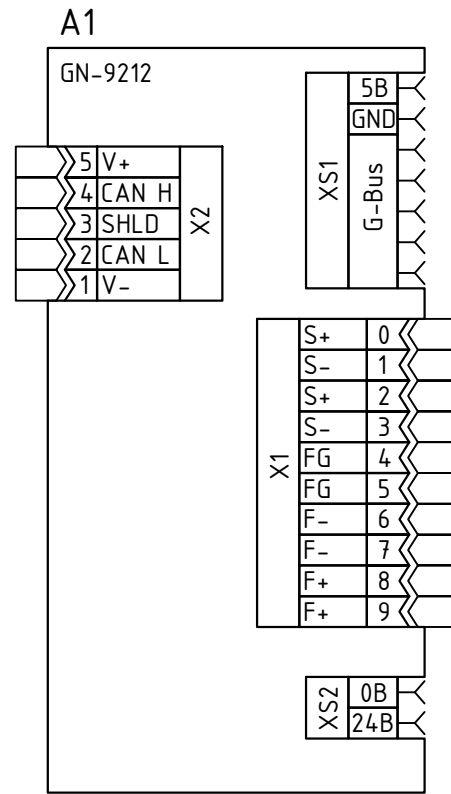 A1
GN-9212
XS1
5В
GND
G-Bus
X2
5 V+
4 CAN H
3 SHLD
2 CAN L
1 V-
X1
S+ 0
S- 1
S+ 2
S- 3
FG 4
FG 5
F- 6
F- 7
F+ 8
F+ 9
XS2
0В
24В